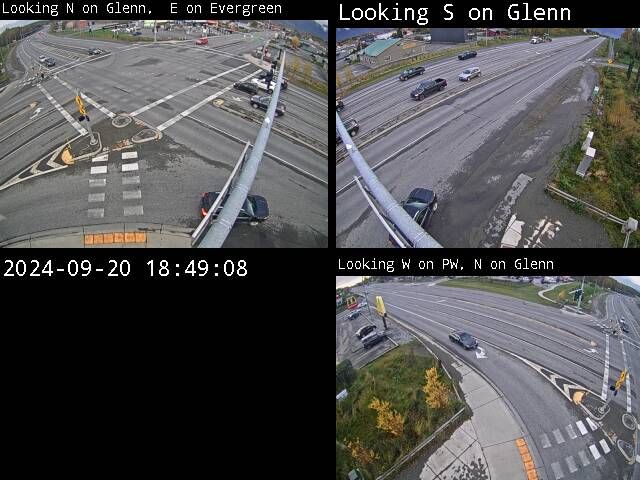 Looking N on Glenn,  E on Evergreen
Looking S on Glenn
2024-09-20 18:49:08
Looking W on PW, N on Glenn